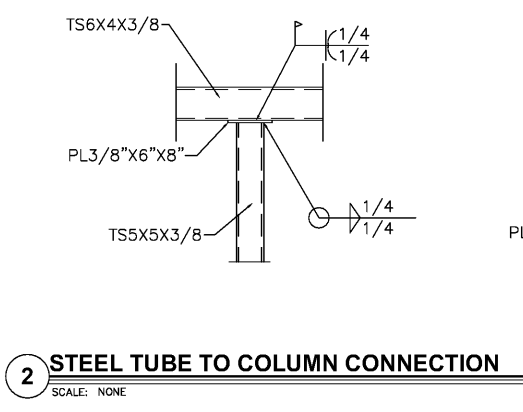 TS6X4X3/8
1/4
1/4
PL3/8"X6"X8"
TS5X5X3/8
1/4
1/4
PL
2
STEEL TUBE TO COLUMN CONNECTION
SCALE: NONE